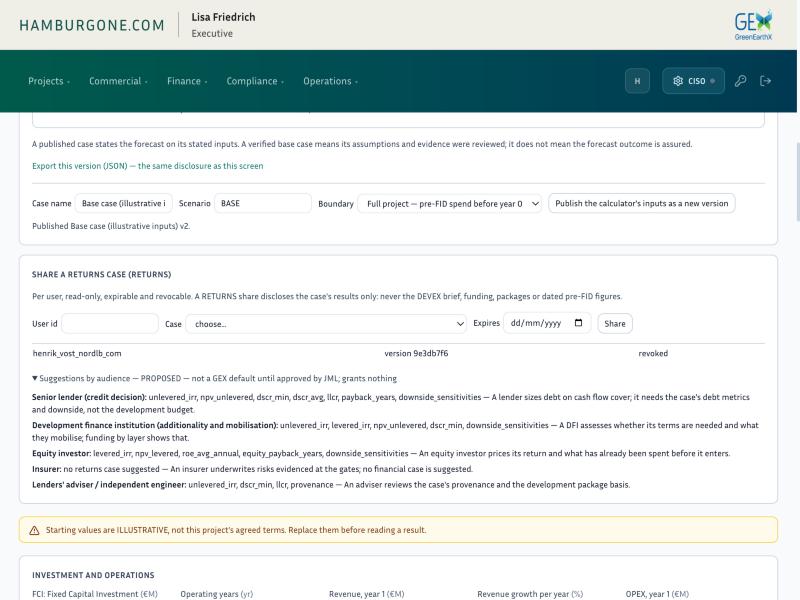 HAMBURGONE.COM
Lisa Friedrich
Executive
GEX
GreenEarthX
Projects
Commercial
Finance
Compliance
Operations
H
CISO
A published case states the forecast on its stated inputs. A verified base case means its assumptions and evidence were reviewed; it does not mean the forecast outcome is assured.
Export this version (JSON) — the same disclosure as this screen
Case name Base case (illustrative i Scenario BASE Boundary Full project — pre-FID spend before year 0 Publish the calculator's inputs as a new version
Published Base case (illustrative inputs) v2.
SHARE A RETURNS CASE (RETURNS)
Per user, read-only, expirable and revocable. A RETURNS share discloses the case's results only: never the DEVEX brief, funding, packages or dated pre-FID figures.
User id Case choose… Expires dd/mm/yyyy Share
henrik_vost_nordlb_com version 9e3db7f6 revoked
▼ Suggestions by audience — PROPOSED — not a GEX default until approved by JML; grants nothing
Senior lender (credit decision): unlevered_irr, npv_unlevered, dscr_min, dscr_avg, llcr, payback_years, downside_sensitivities — A lender sizes debt on cash flow cover; it needs the case's debt metrics
and downside, not the development budget.
Development finance institution (additionality and mobilisation): unlevered_irr, levered_irr, npv_unlevered, dscr_min, downside_sensitivities — A DFI assesses whether its terms are needed and what
they mobilise; funding by layer shows that.
Equity investor: levered_irr, npv_levered, roe_avg_annual, equity_payback_years, downside_sensitivities — An equity investor prices its return and what has already been spent before it enters.
Insurer: no returns case suggested — An insurer underwrites risks evidenced at the gates; no financial case is suggested.
Lenders' adviser / independent engineer: unlevered_irr, dscr_min, llcr, provenance — An adviser reviews the case's provenance and the development package basis.
Starting values are ILLUSTRATIVE, not this project's agreed terms. Replace them before reading a result.
INVESTMENT AND OPERATIONS
FCI: Fixed Capital Investment (€M) Operating years (yr) Revenue, year 1 (€M) Revenue growth per year (%) OPEX, year 1 (€M)